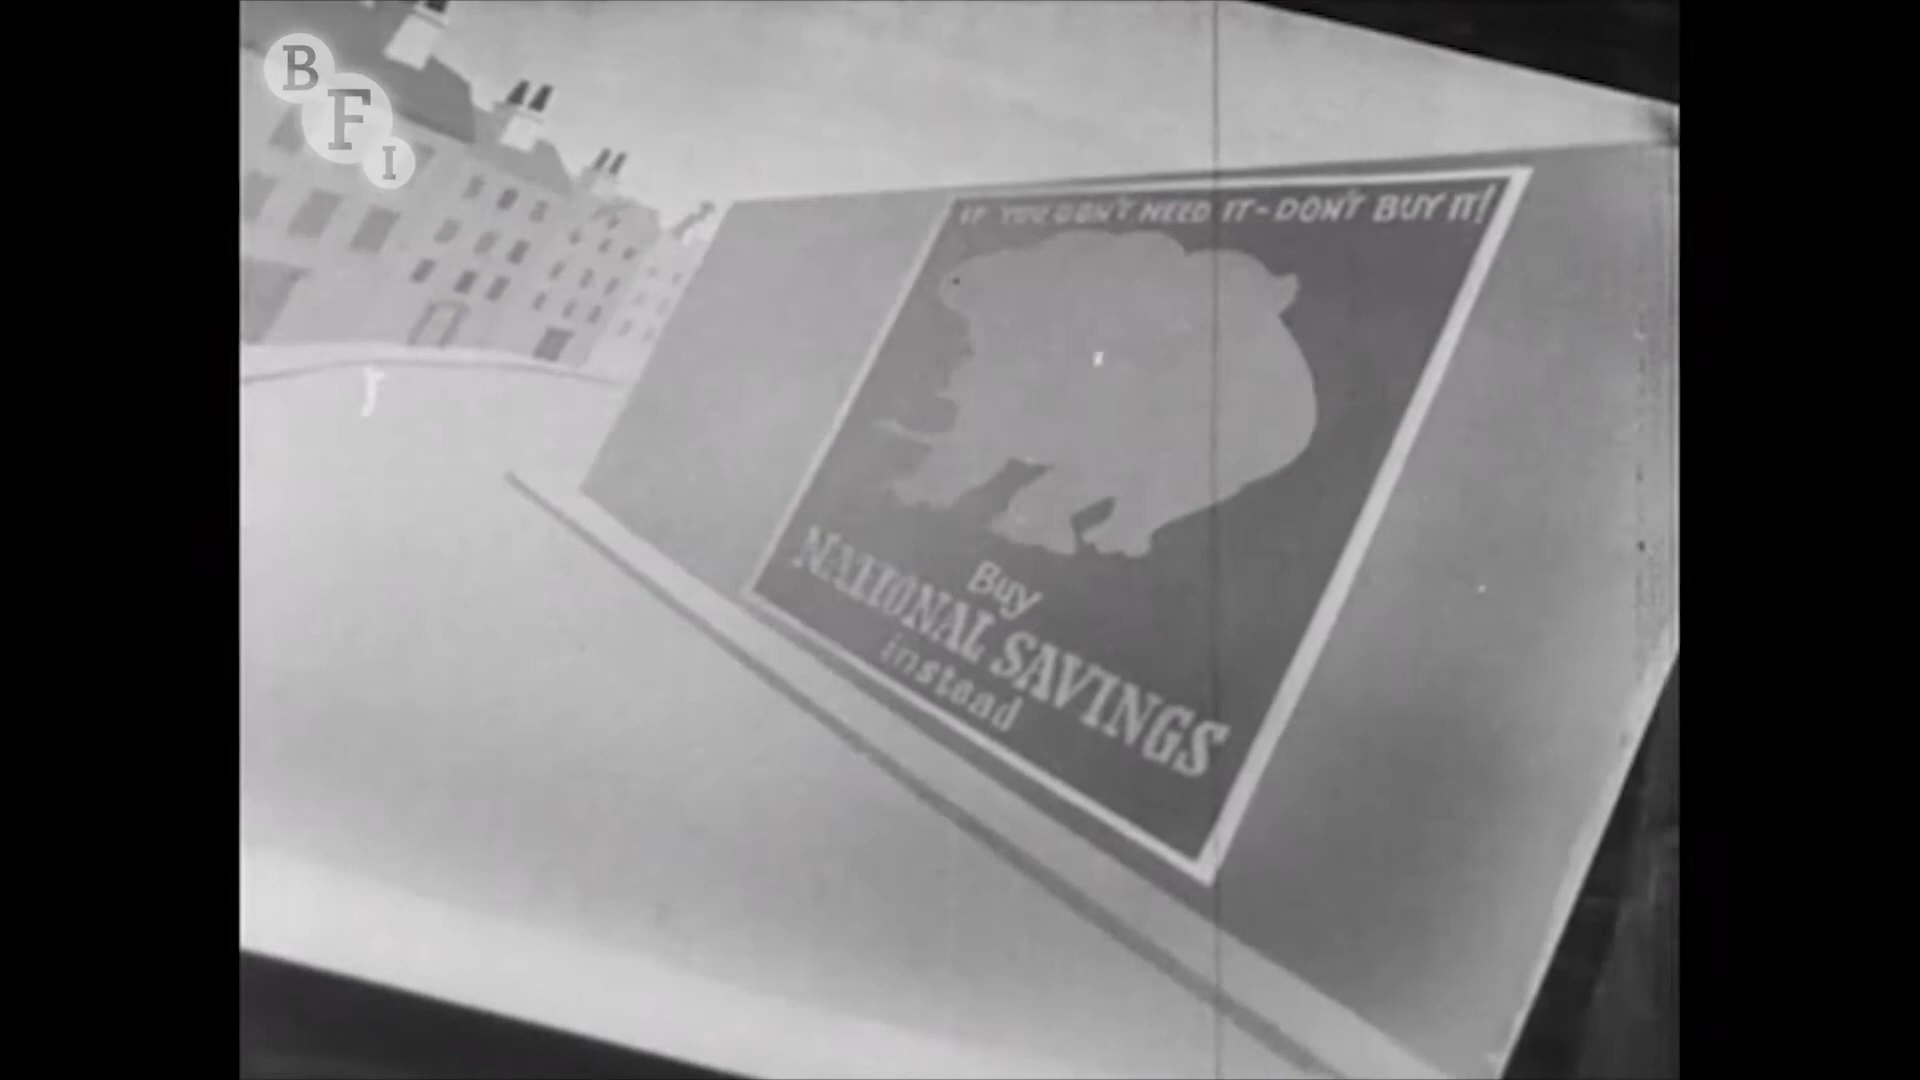 BFI
IF YOU DON'T NEED IT-DON'T BUY IT!
Buy
NATIONAL SAVINGS
instead